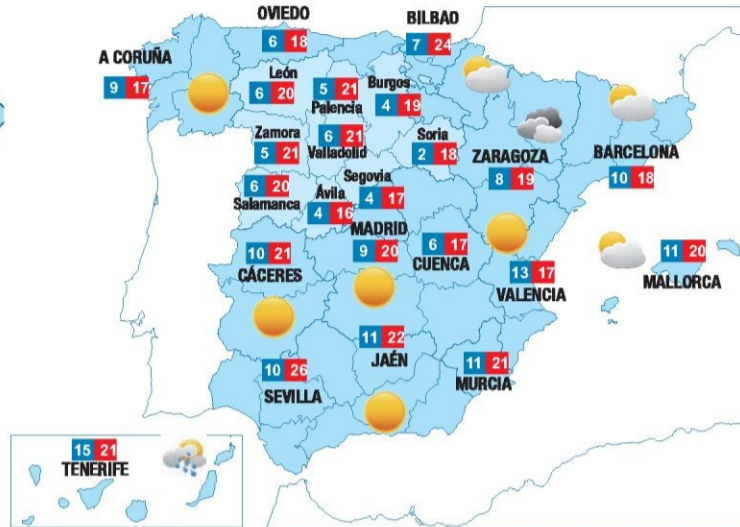 OVIEDO
6 18
BILBAO
7 24
A CORUÑA
9 17
León
6 20
5 21
Palencia
Burgos
4 19
Zamora
5 21
6 21
Valladolid
Soria
2 18
ZARAGOZA
8 19
BARCELONA
10 18
6 20
Salamanca
Ávila
4 16
Segovia
4 17
MADRID
9 20
6 17
CUENCA
10 21
CÁCERES
13 17
VALENCIA
11 20
MALLORCA
11 22
JAÉN
11 21
MURCIA
10 26
SEVILLA
15 21
TENERIFE